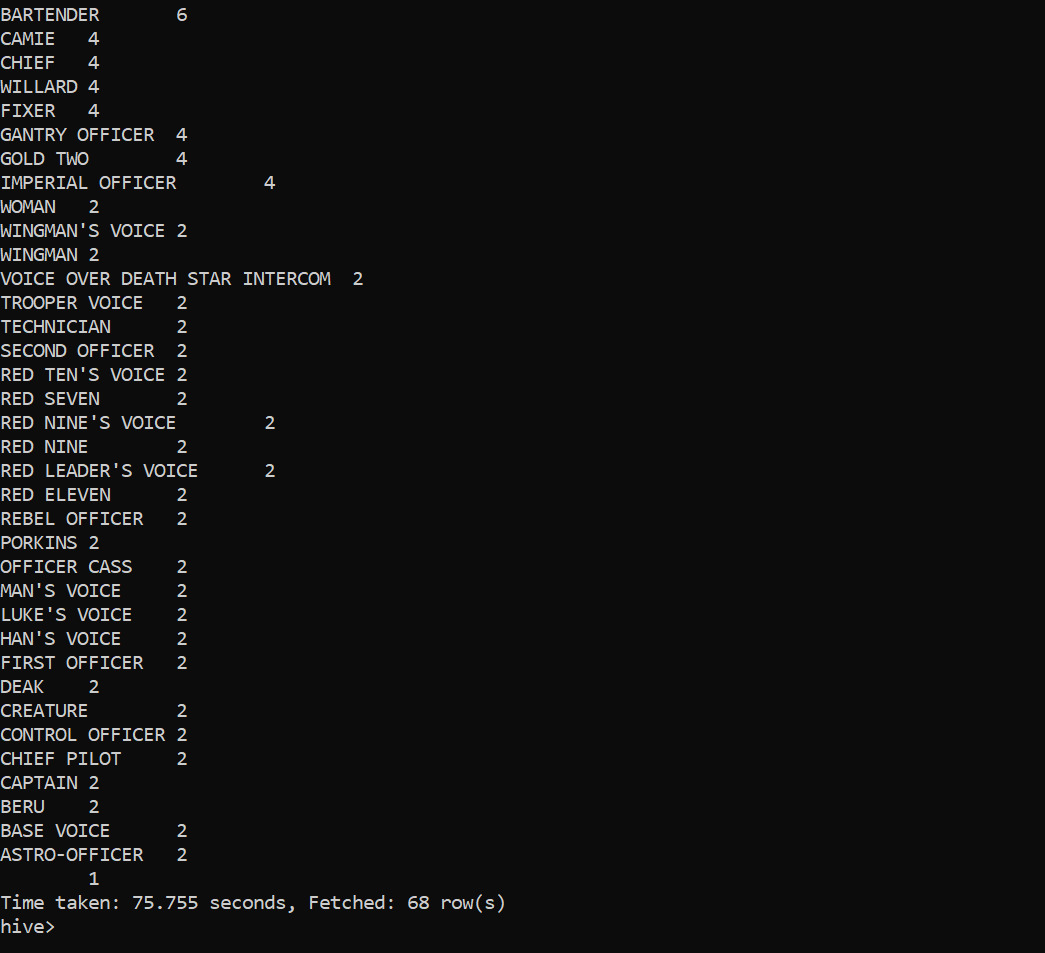 BARTENDER	6
CAMIE	4
CHIEF	4
WILLARD	4
FIXER	4
GANTRY OFFICER	4
GOLD TWO	4
IMPERIAL OFFICER	4
WOMAN	2
WINGMAN'S VOICE	2
WINGMAN	2
VOICE OVER DEATH STAR INTERCOM	2
TROOPER VOICE	2
TECHNICIAN	2
SECOND OFFICER	2
RED TEN'S VOICE	2
RED SEVEN	2
RED NINE'S VOICE	2
RED NINE	2
RED LEADER'S VOICE	2
RED ELEVEN	2
REBEL OFFICER	2
PORKINS	2
OFFICER CASS	2
MAN'S VOICE	2
LUKE'S VOICE	2
HAN'S VOICE	2
FIRST OFFICER	2
DEAK	2
CREATURE	2
CONTROL OFFICER	2
CHIEF PILOT	2
CAPTAIN	2
BERU	2
BASE VOICE	2
ASTRO-OFFICER	2
	1
Time taken: 75.755 seconds, Fetched: 68 row(s)
hive>